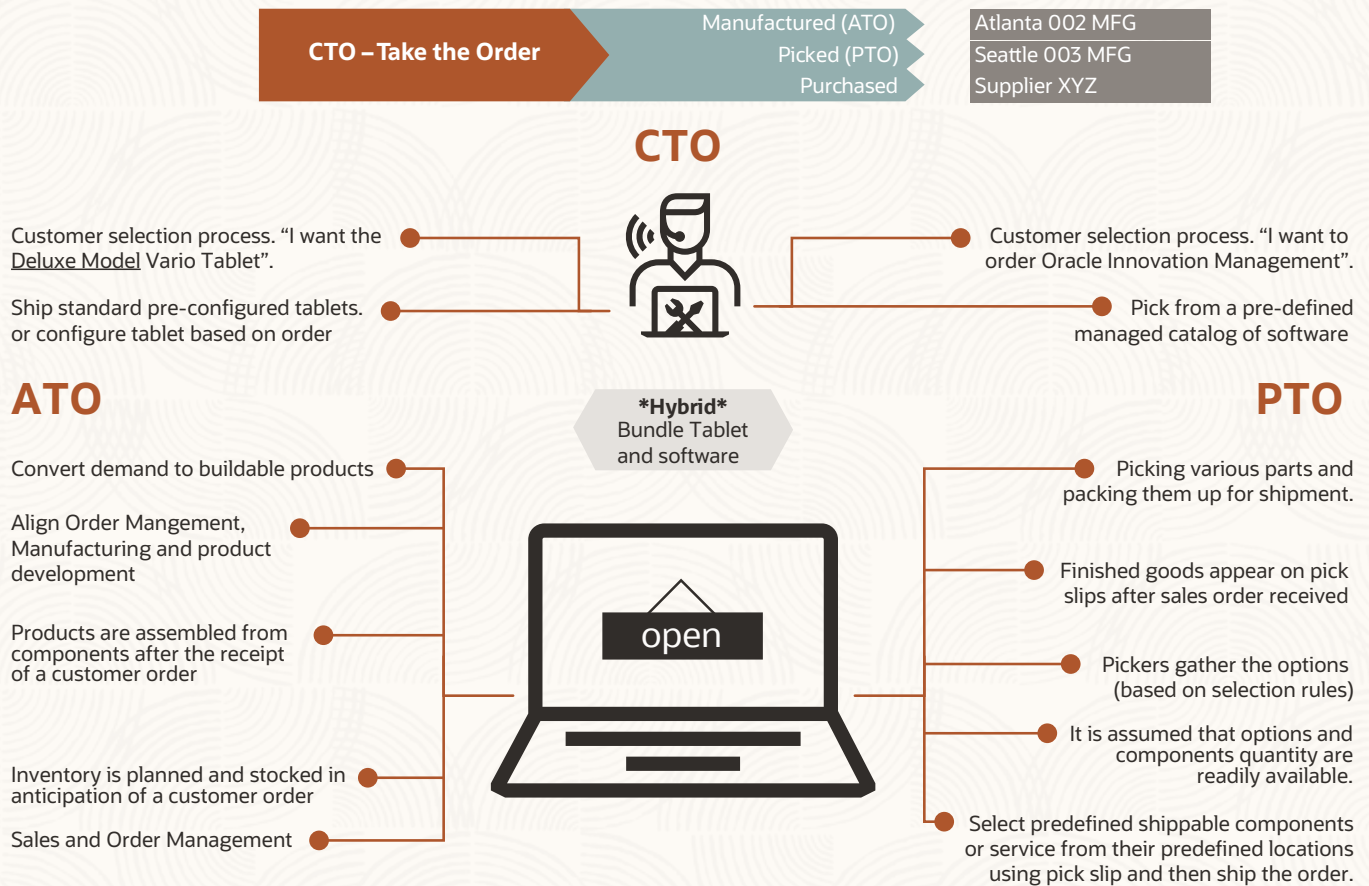 CTO – Take the Order
Manufactured (ATO)
Picked (PTO)
Purchased
Atlanta 002 MFG
Seattle 003 MFG
Supplier XYZ
CTO
Customer selection process. “I want the
Deluxe Model Vario Tablet”.
Ship standard pre-configured tablets.
or configure tablet based on order
Customer selection process. “I want to
order Oracle Innovation Management”.
Pick from a pre-defined
managed catalog of software
ATO
*Hybrid*
Bundle Tablet
and software
PTO
Convert demand to buildable products
Align Order Mangement,
Manufacturing and product
development
Products are assembled from
components after the receipt
of a customer order
Inventory is planned and stocked in
anticipation of a customer order
Sales and Order Management
open
Picking various parts and
packing them up for shipment.
Finished goods appear on pick
slips after sales order received
Pickers gather the options
(based on selection rules)
It is assumed that options and
components quantity are
readily available.
Select predefined shippable components
or service from their predefined locations
using pick slip and then ship the order.